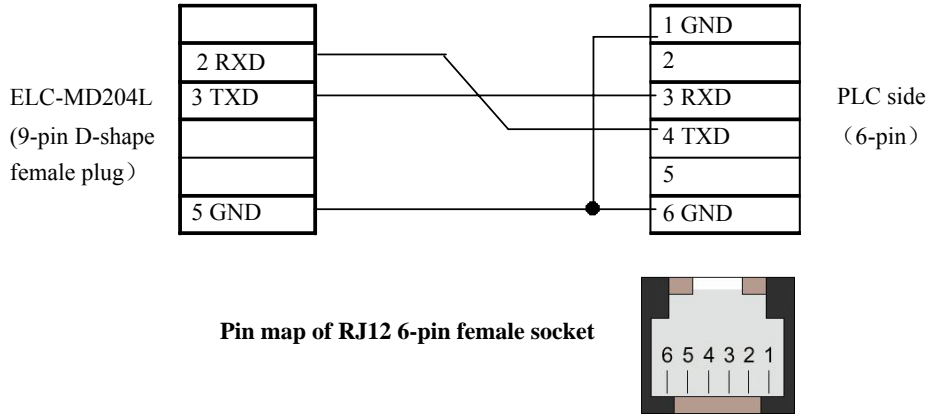 1 GND
2 RXD
2
ELC-MD204L
3 TXD
3 RXD
PLC side
(9-pin D-shape
4 TXD
（6-pin）
female plug）
5
5 GND
6 GND
Pin map of RJ12 6-pin female socket
6 5 4 3 2 1